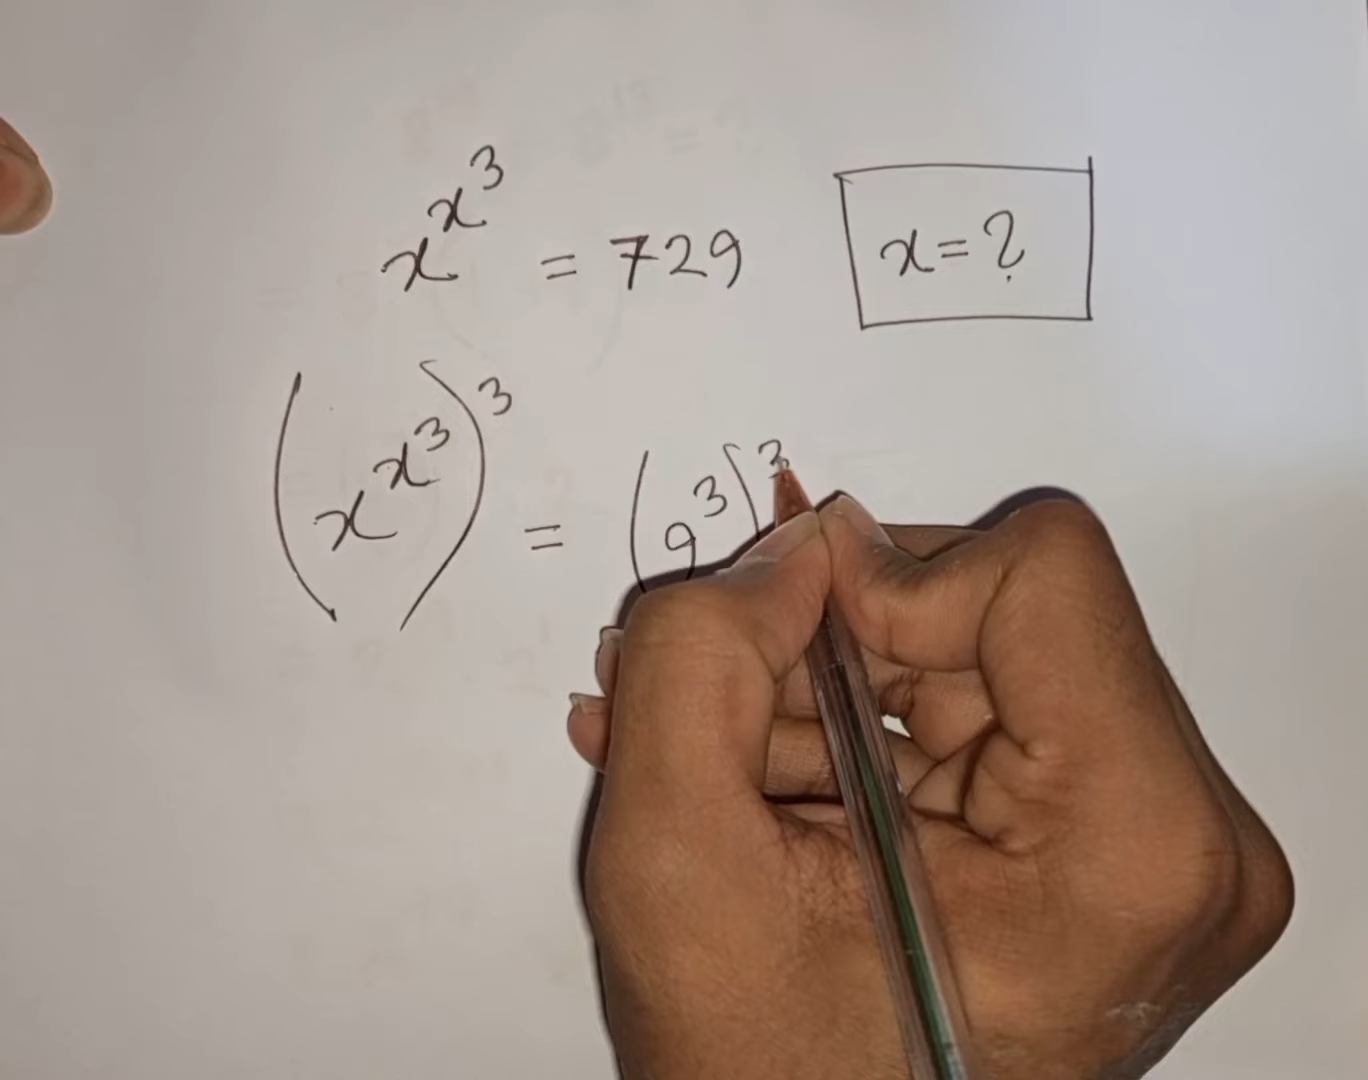 x^x^3 = 729
x = ?
(x^x^3)^3 = (9^3)^3